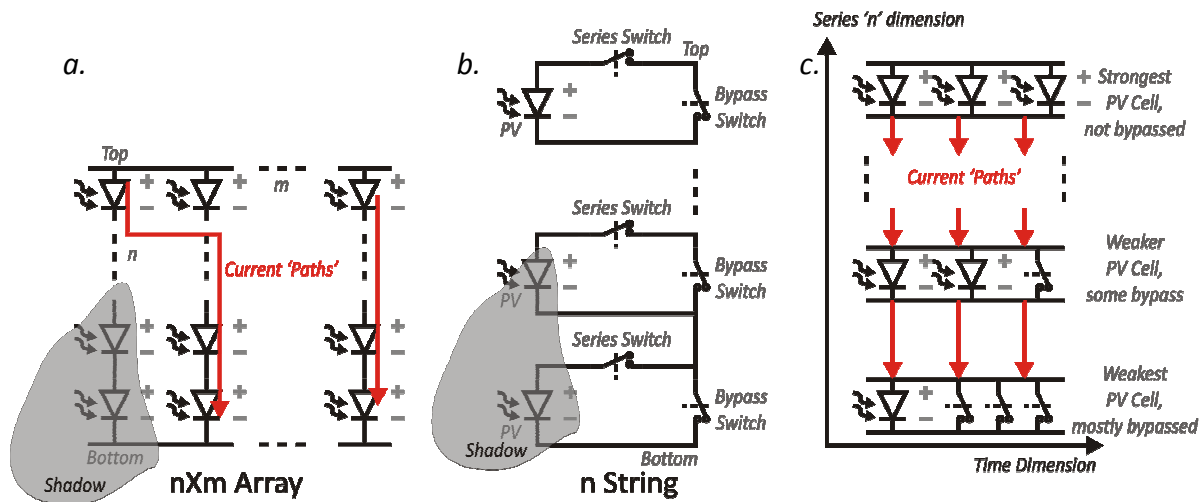 a.
Top
m
+
−
+
−
+
−
n
Current 'Paths'
+
−
+
−
+
−
+
−
+
−
+
−
Bottom
Shadow
nXm Array
b.
Series Switch
Top
+
−
PV
Bypass
Switch
Series Switch
+
−
PV
Bypass
Switch
Series Switch
+
−
PV
Bypass
Switch
Shadow
Bottom
n String
Series 'n' dimension
c.
+
−
+
−
+ Strongest
− PV Cell,
not bypassed
Current 'Paths'
+
−
+
−
Weaker
PV Cell,
some bypass
+
−
Weakest
PV Cell,
mostly bypassed
Time Dimension